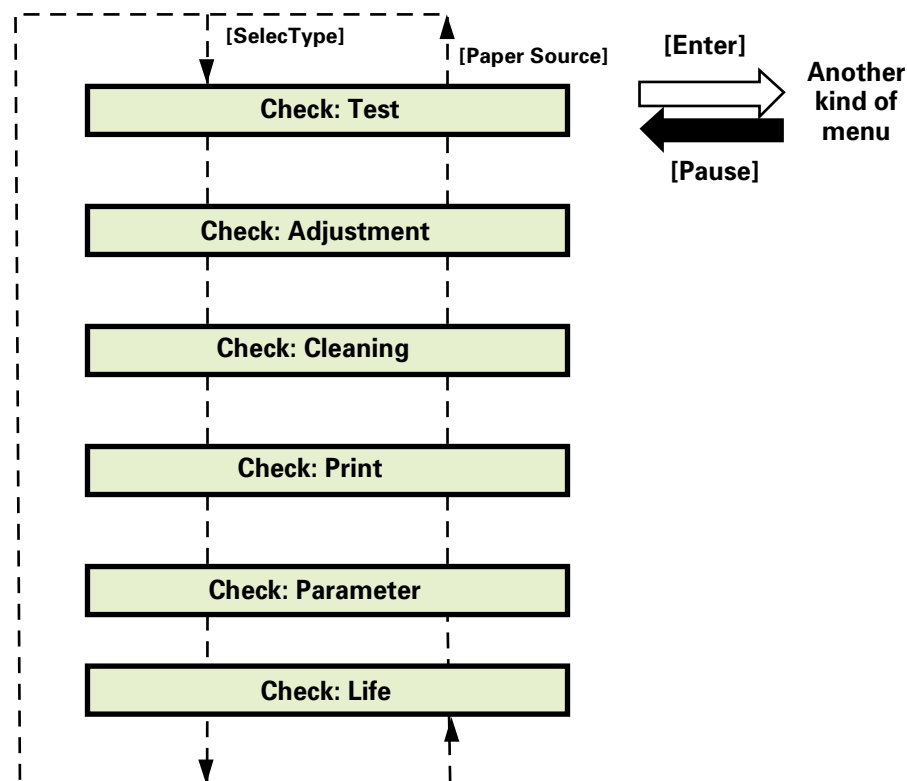 [SelecType]
[Paper Source]
[Enter]
Another
kind of
menu
[Pause]
Check: Test
Check: Adjustment
Check: Cleaning
Check: Print
Check: Parameter
Check: Life